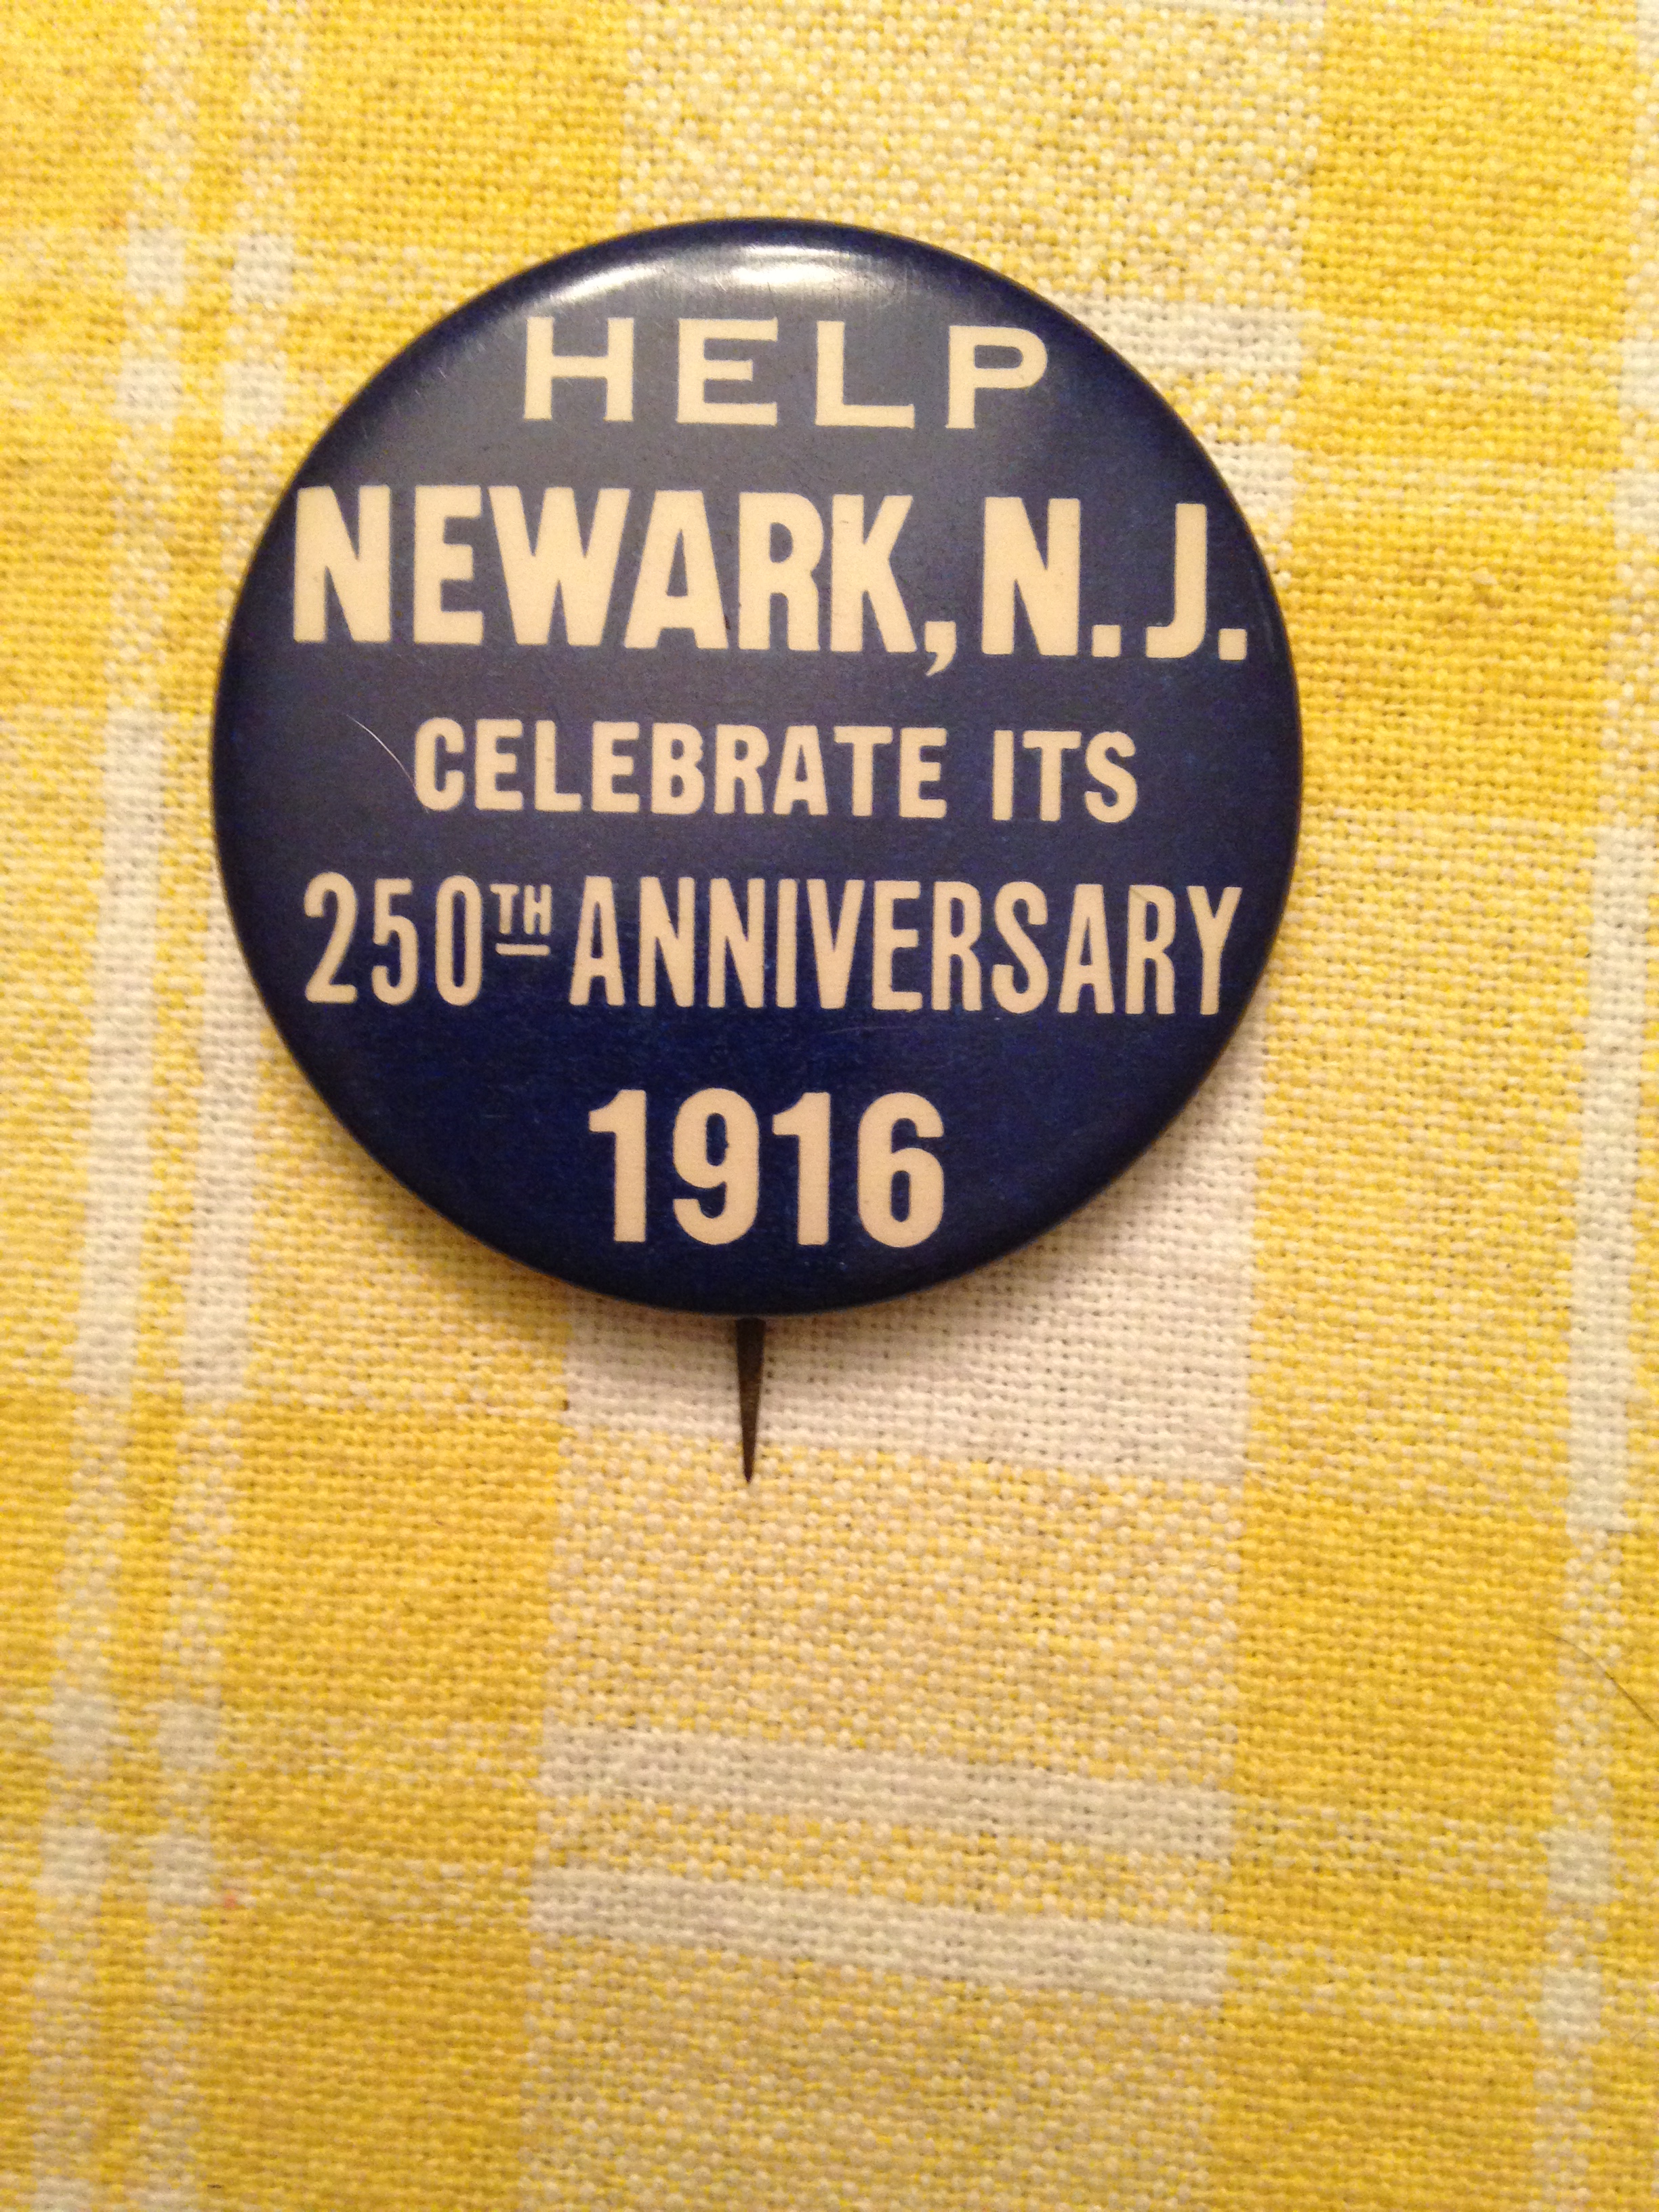 HELP
NEWARK, N.J.
CELEBRATE ITS
250TH ANNIVERSARY
1916